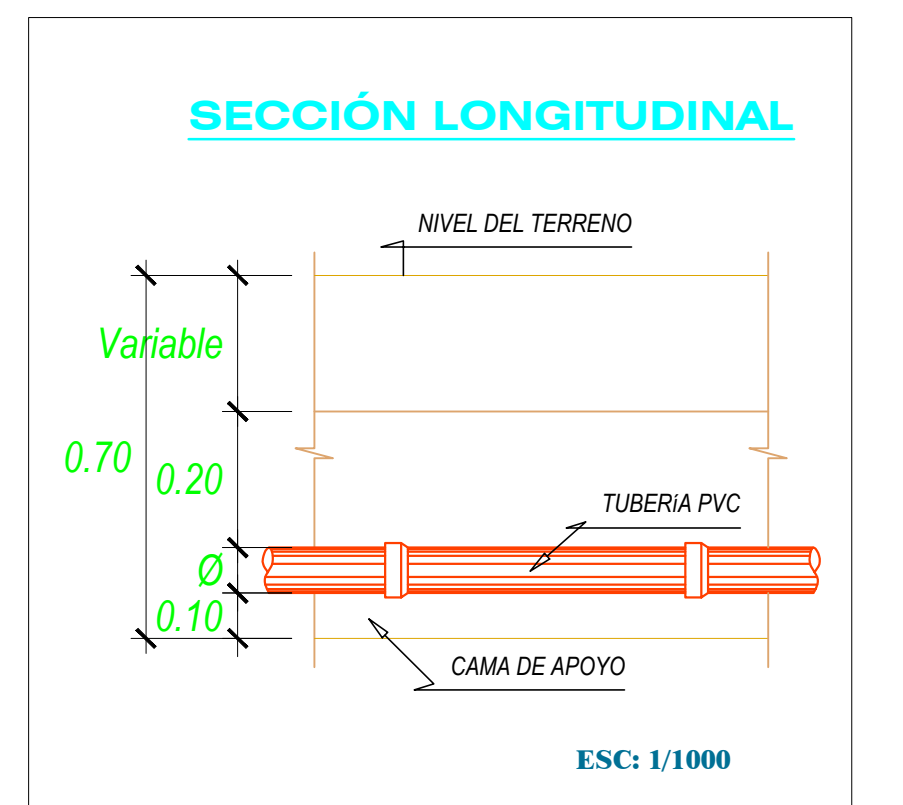 SECCIÓN LONGITUDINAL
NIVEL DEL TERRENO
Variable
0.70
0.20
TUBERíA PVC
Ø
0.10
CAMA DE APOYO
ESC: 1/1000